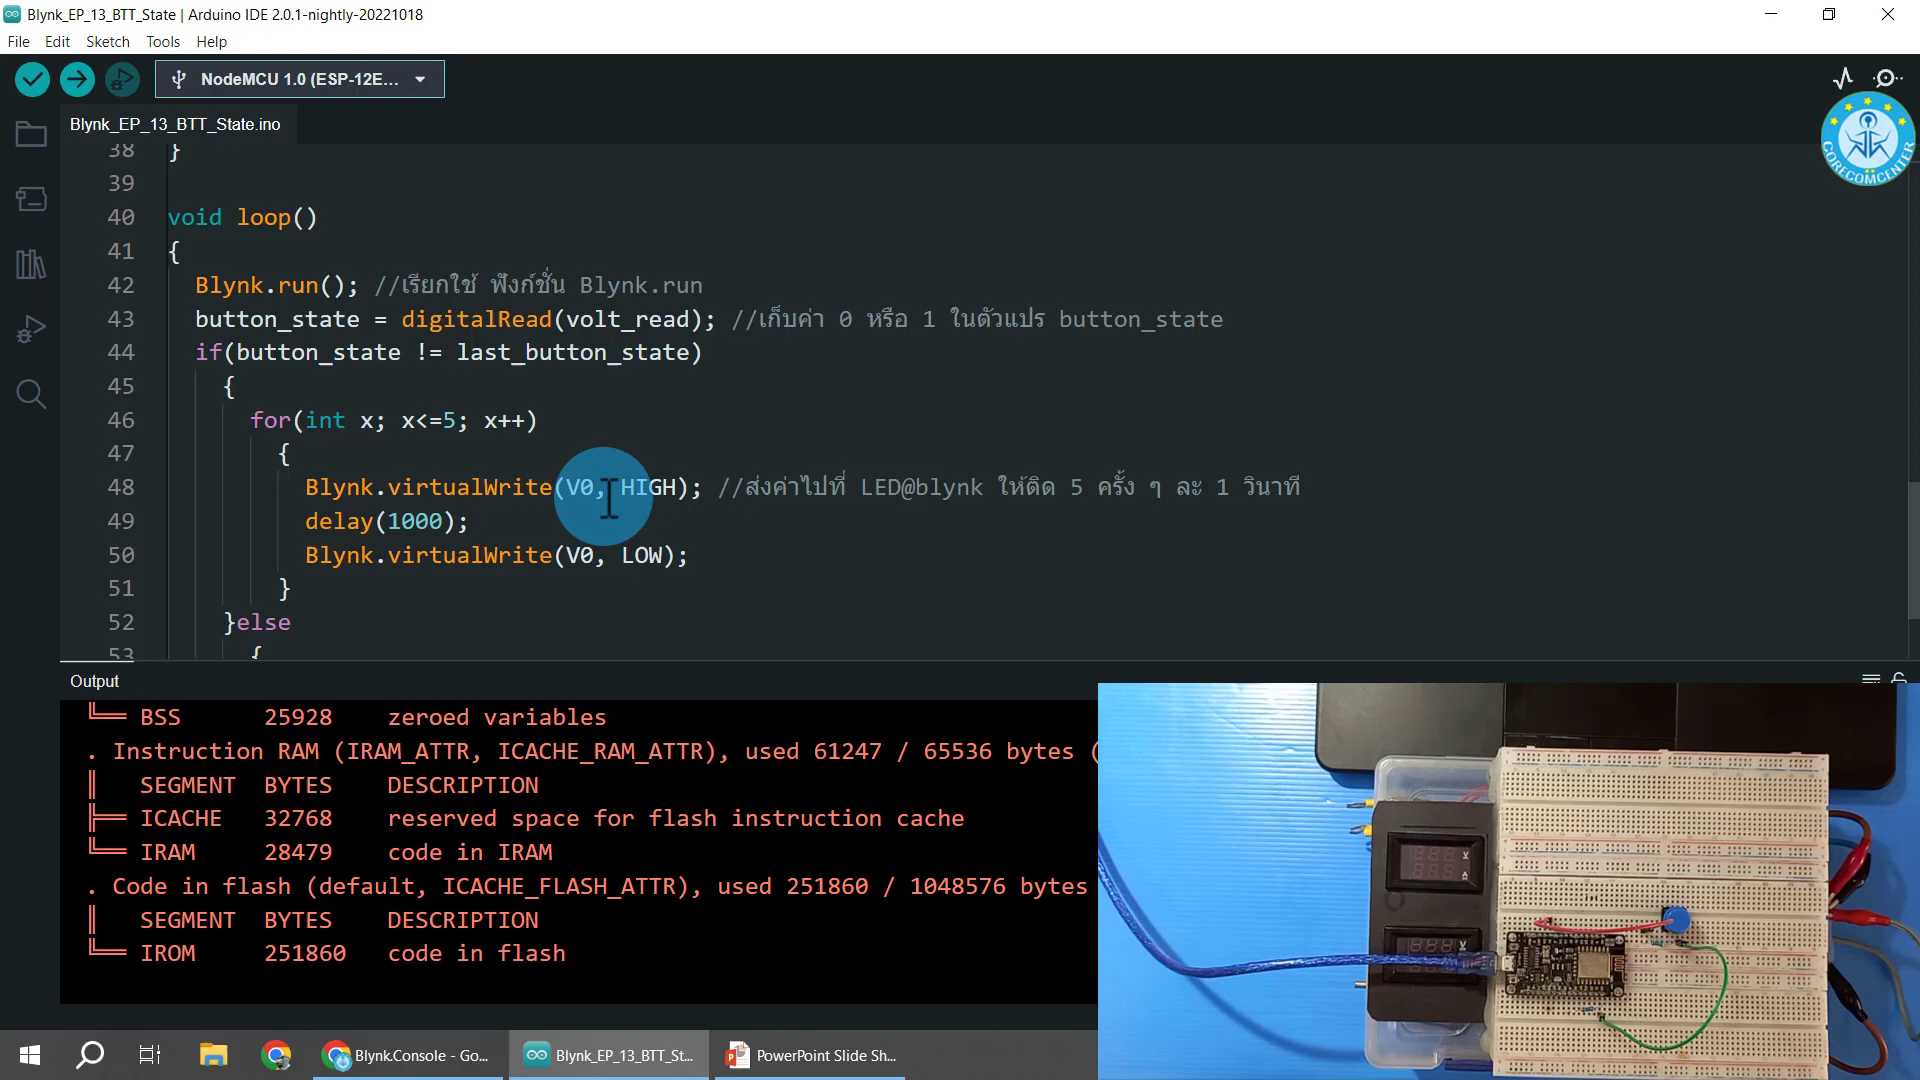 Blynk_EP_13_BTT_State | Arduino IDE 2.0.1-nightly-20221018
File Edit Sketch Tools Help
NodeMCU 1.0 (ESP-12E...
Blynk_EP_13_BTT_State.ino
38 }
39
40 void loop()
41 {
42 Blynk.run(); //เรียกใช้ ฟังก์ชั่น Blynk.run
43 button_state = digitalRead(volt_read); //เก็บค่า 0 หรือ 1 ในตัวแปร button_state
44 if(button_state != last_button_state)
45 {
46 for(int x; x<=5; x++)
47 {
48 Blynk.virtualWrite(V0, HIGH); //ส่งค่าไปที่ LED@blynk ให้ติด 5 ครั้ง ๆ ละ 1 วินาที
49 delay(1000);
50 Blynk.virtualWrite(V0, LOW);
51 }
52 }else
53 {
CORECOMCENTER
Output
╙══ BSS 25928 zeroed variables
. Instruction RAM (IRAM_ATTR, ICACHE_RAM_ATTR), used 61247 / 65536 bytes (
║ SEGMENT BYTES DESCRIPTION
╠══ ICACHE 32768 reserved space for flash instruction cache
╚══ IRAM 28479 code in IRAM
. Code in flash (default, ICACHE_FLASH_ATTR), used 251860 / 1048576 bytes
║ SEGMENT BYTES DESCRIPTION
╚══ IROM 251860 code in flash
Blynk.Console - Go...
Blynk_EP_13_BTT_St...
PowerPoint Slide Sh...